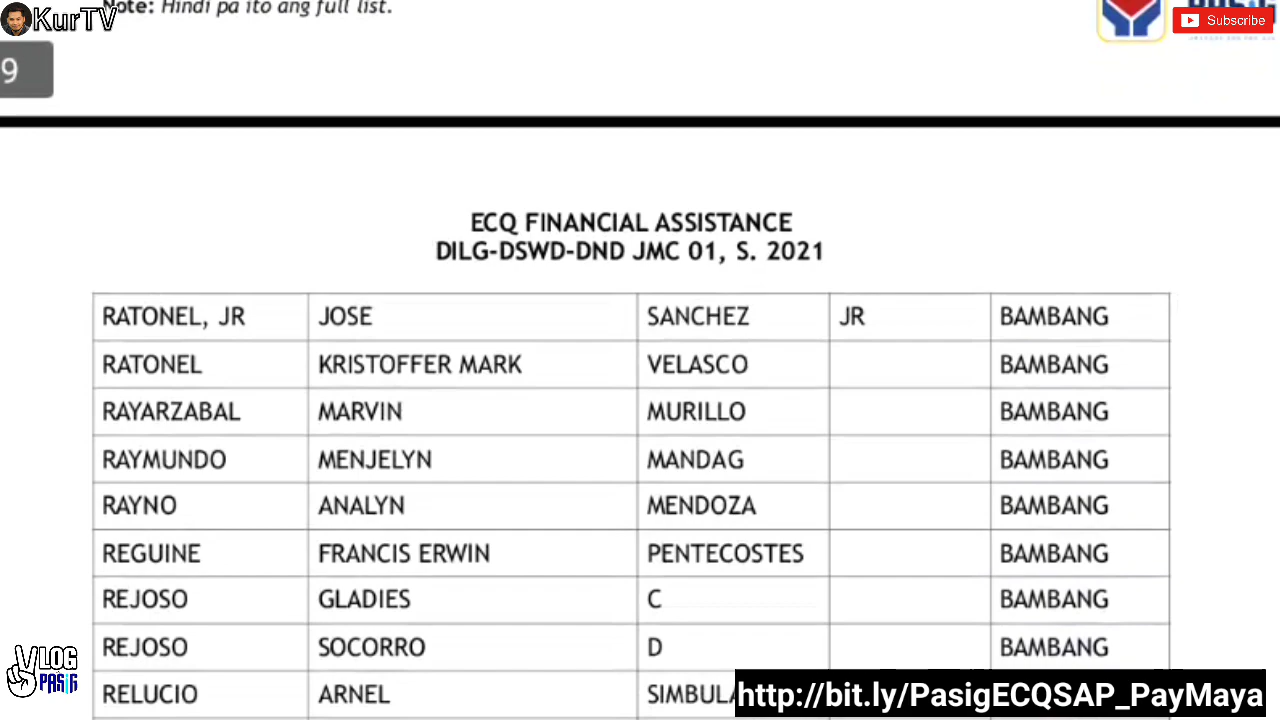 KurTV
Note: Hindi pa ito ang full list.
Subscribe
9
ECQ FINANCIAL ASSISTANCE
DILG-DSWD-DND JMC 01, S. 2021
RATONEL, JR JOSE SANCHEZ JR BAMBANG
RATONEL KRISTOFFER MARK VELASCO BAMBANG
RAYARZABAL MARVIN MURILLO BAMBANG
RAYMUNDO MENJELYN MANDAG BAMBANG
RAYNO ANALYN MENDOZA BAMBANG
REGUINE FRANCIS ERWIN PENTECOSTES BAMBANG
REJOSO GLADIES C BAMBANG
REJOSO SOCORRO D BAMBANG
RELUCIO ARNEL
VLOG
PASIG
http://bit.ly/PasigECQSAP_PayMaya